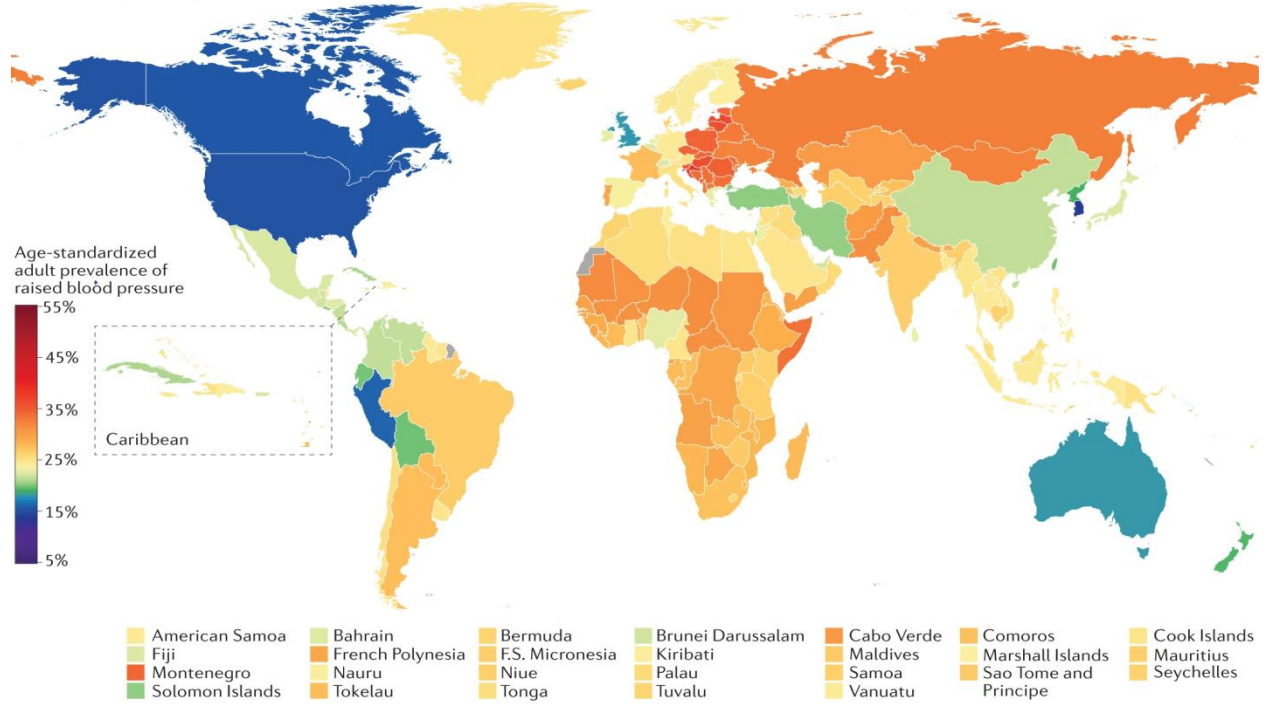 Age-standardized
adult prevalence of
raised blood pressure
55%
45%
35%
25%
15%
5%
Caribbean
American Samoa
Bahrain
Bermuda
Brunei Darussalam
Cabo Verde
Comoros
Cook Islands
Fiji
French Polynesia
F.S. Micronesia
Kiribati
Maldives
Marshall Islands
Mauritius
Montenegro
Nauru
Niue
Palau
Samoa
Sao Tome and
Principe
Seychelles
Solomon Islands
Tokelau
Tonga
Tuvalu
Vanuatu